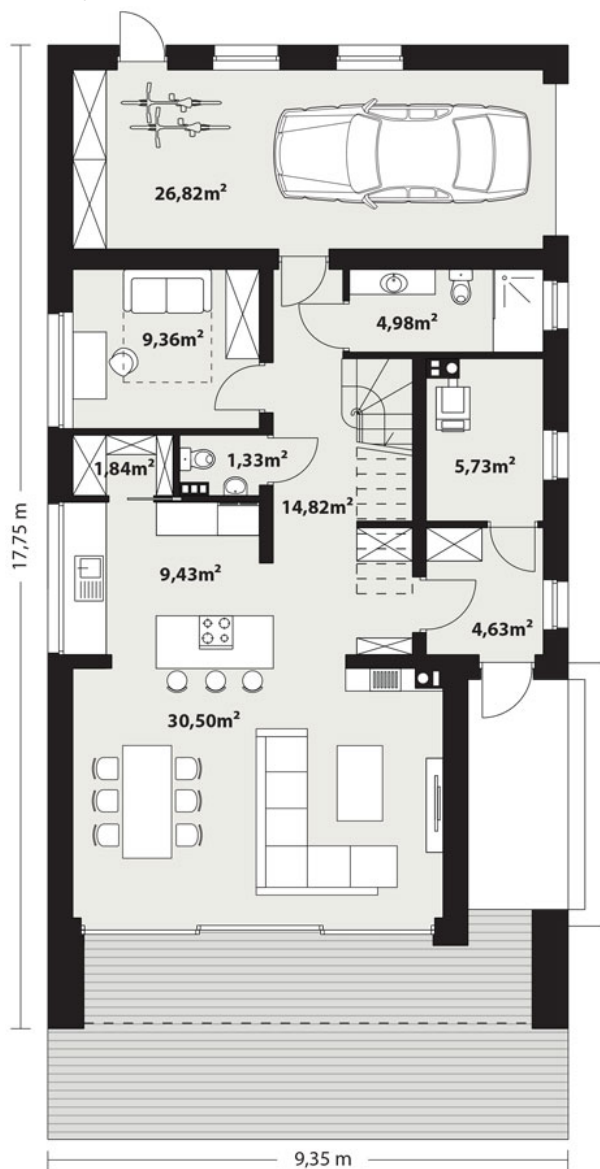 26,82m²
9,36m²
4,98m²
1,84m²
1,33m²
5,73m²
14,82m²
17,75 m
9,43m²
4,63m²
30,50m²
9,35 m